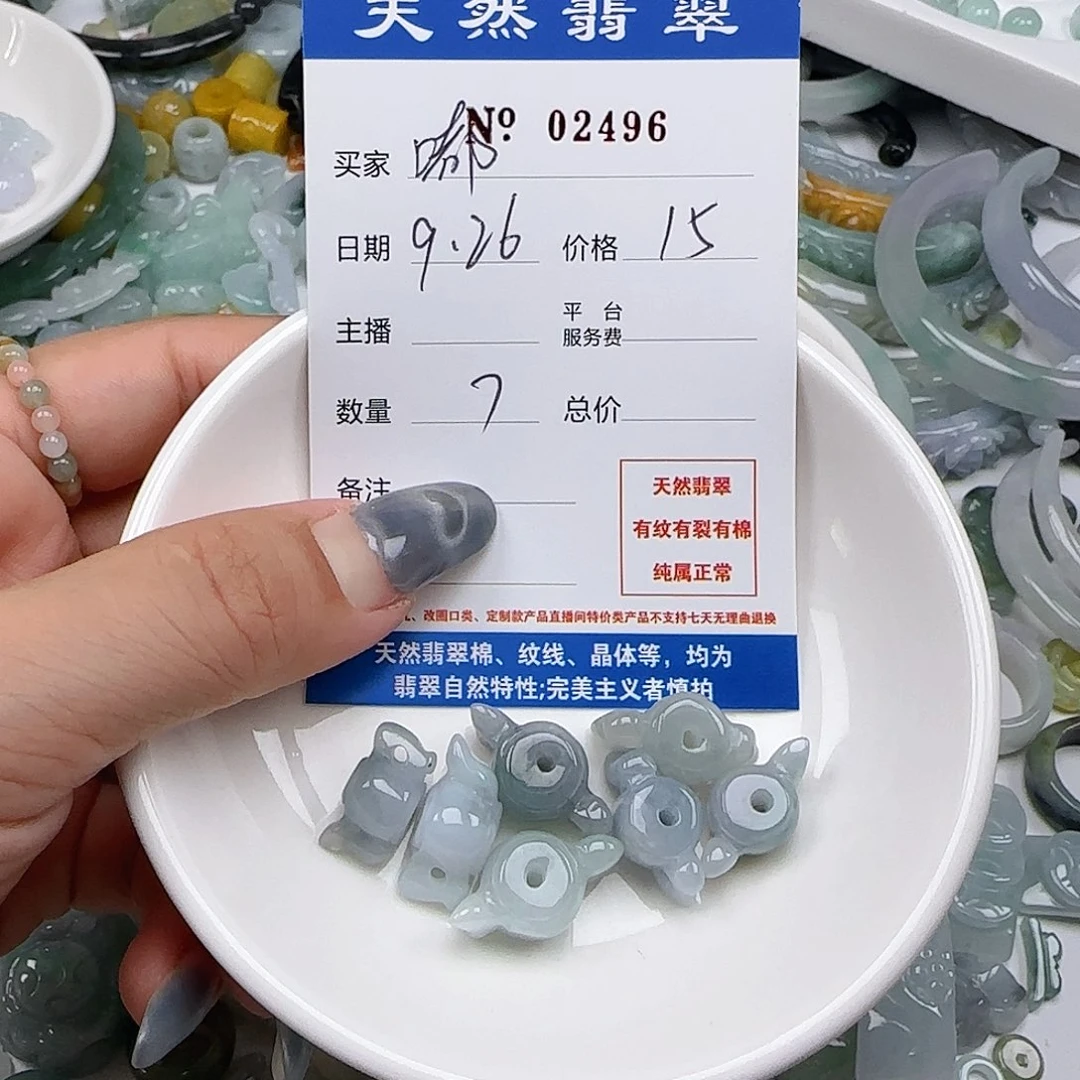 天然翡翠
No 02496
买家
日期 9.26 价格 15
主播 平台服务费
数量 7 总价
备注
天然翡翠
有纹有裂有棉
纯属正常
改圈口类、定制款产品直播间特价类产品不支持七天无理由退换
天然翡翠棉、纹线、晶体等，均为
翡翠自然特性;完美主义者慎拍